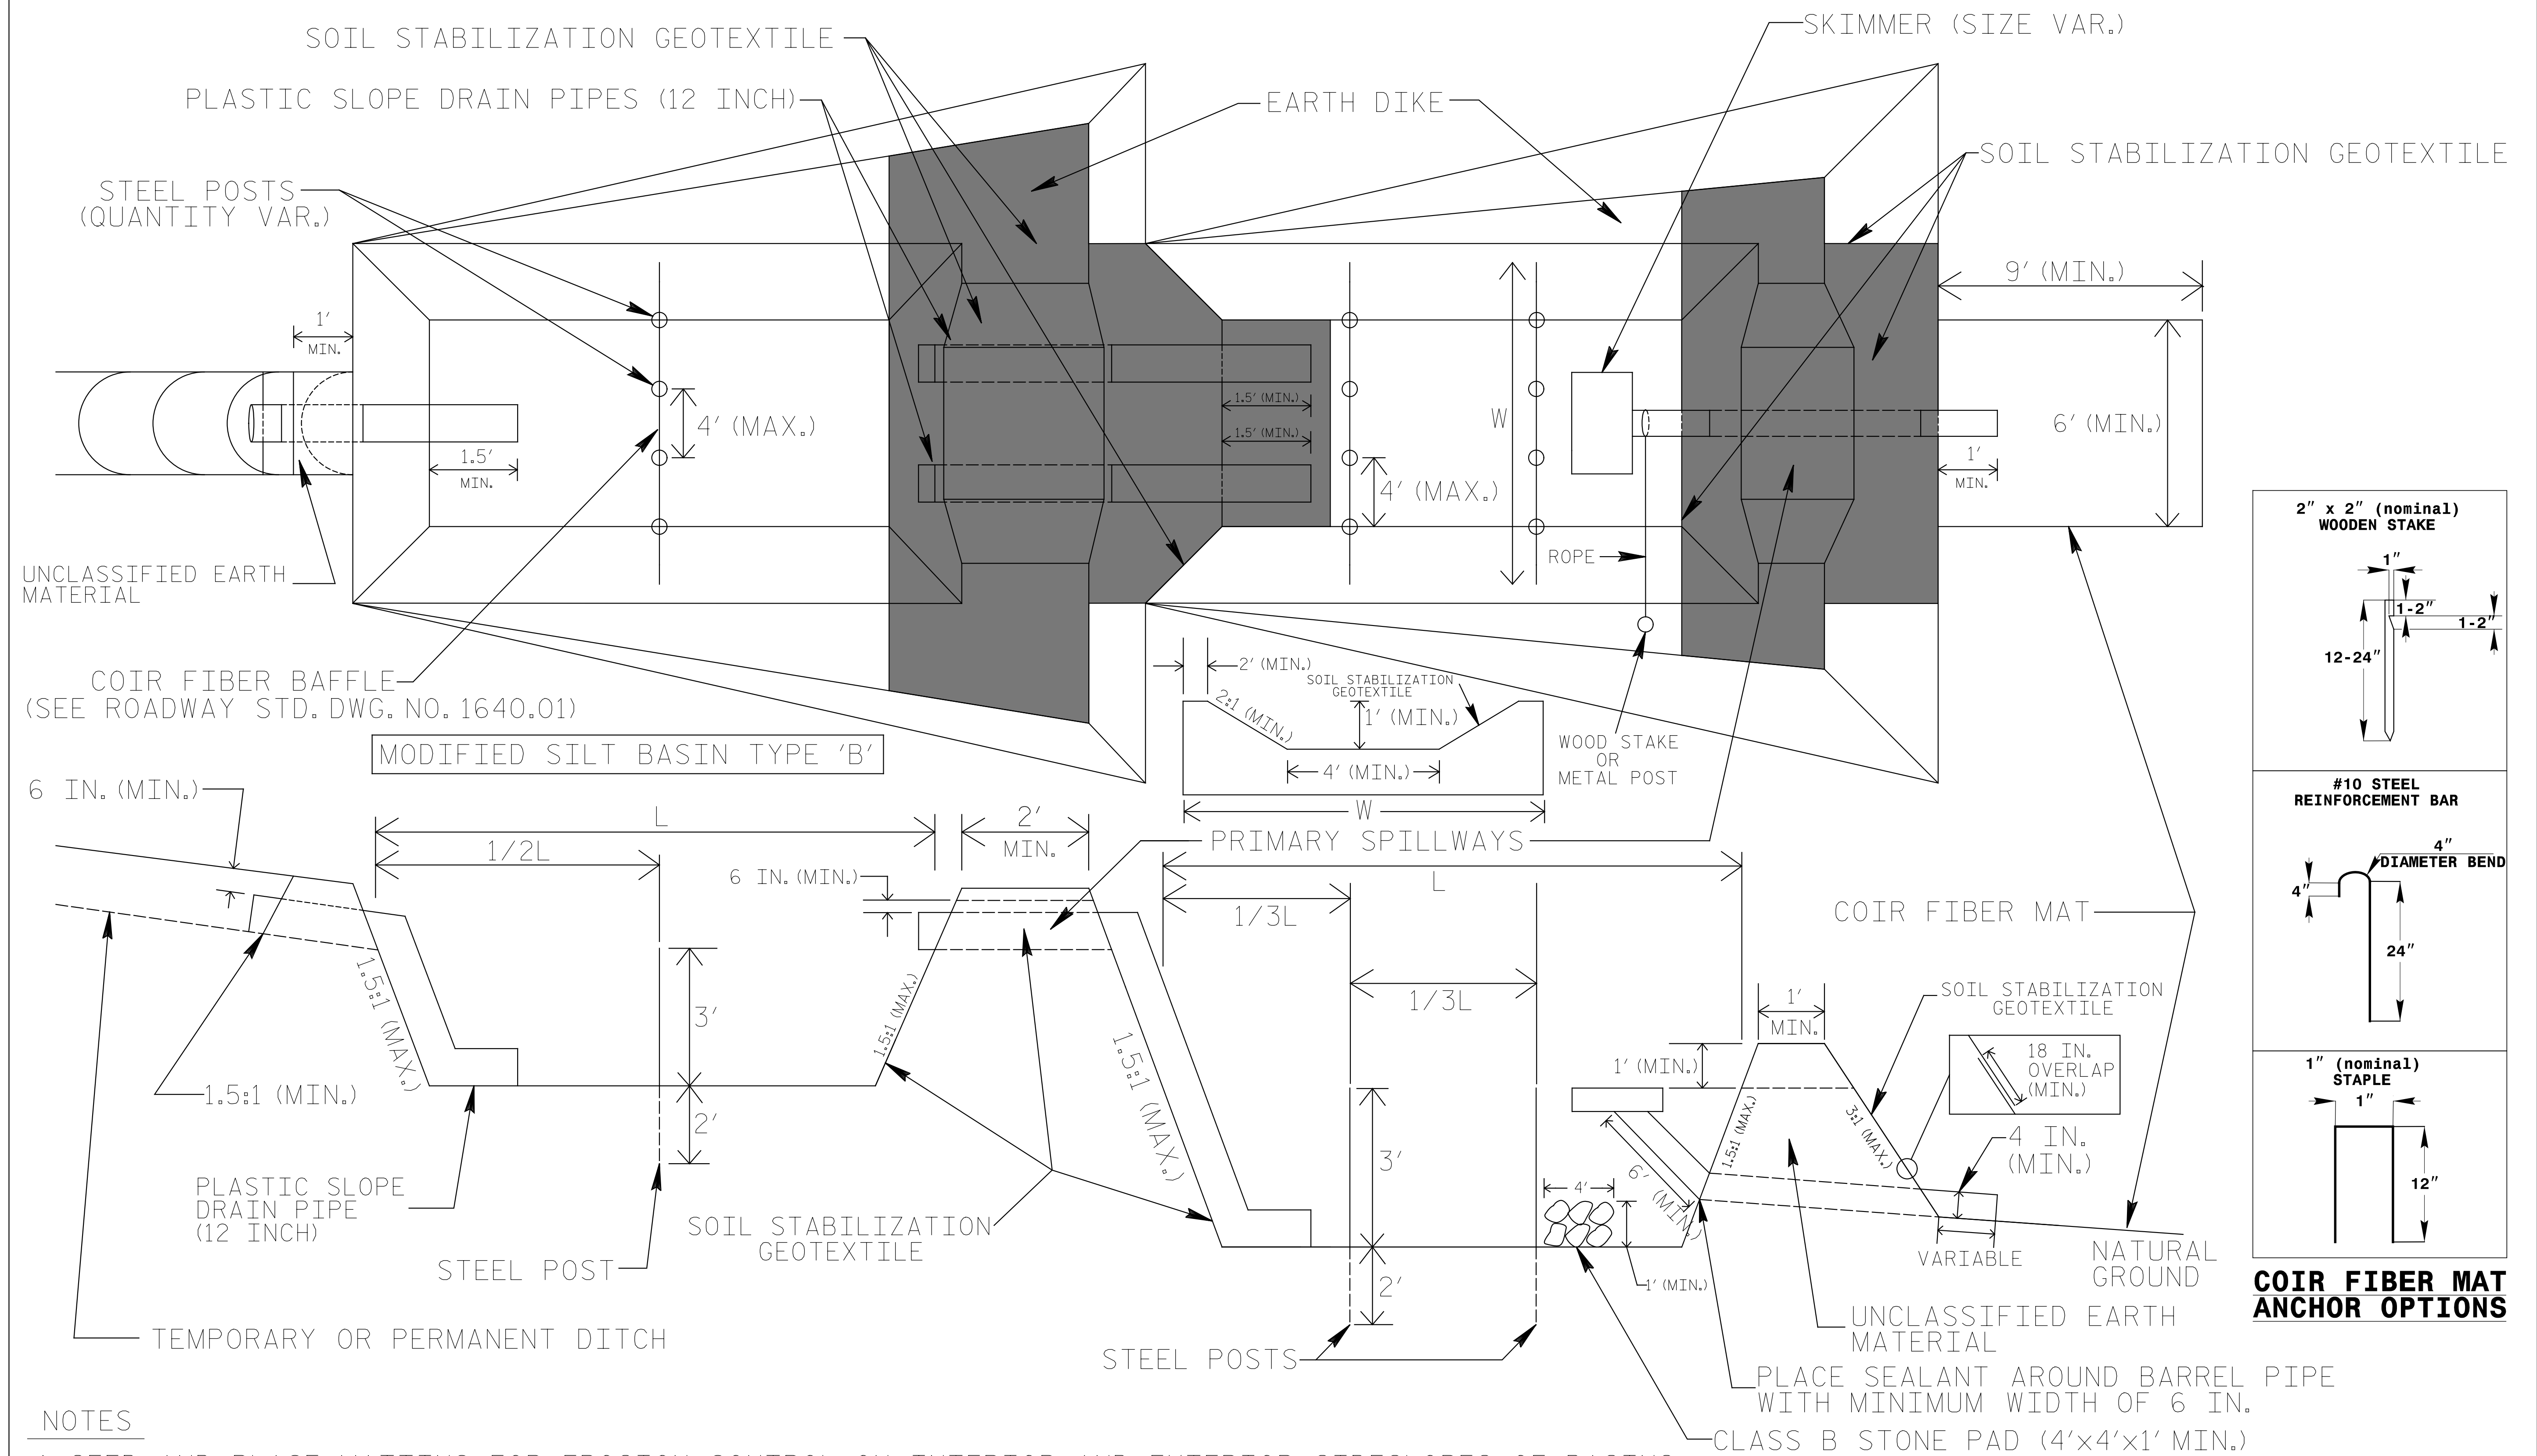 SOIL STABILIZATION GEOTEXTILE
SKIMMER (SIZE VAR.)
PLASTIC SLOPE DRAIN PIPES (12 INCH)
EARTH DIKE
SOIL STABILIZATION GEOTEXTILE
STEEL POSTS
(QUANTITY VAR.)
9' (MIN.)
1'
MIN.
1.5' (MIN.)
1.5' (MIN.)
4' (MAX.)
W
6' (MIN.)
1.5'
MIN.
4' (MAX.)
1'
MIN.
ROPE
UNCLASSIFIED EARTH
MATERIAL
COIR FIBER BAFFLE
(SEE ROADWAY STD. DWG. NO. 1640.01)
2' (MIN.)
SOIL STABILIZATION
GEOTEXTILE
2:1 (MIN.)
1' (MIN.)
4' (MIN.)
W
WOOD STAKE
OR
METAL POST
MODIFIED SILT BASIN TYPE 'B'
6 IN. (MIN.)
L
2'
MIN.
PRIMARY SPILLWAYS
1/2L
6 IN. (MIN.)
L
1/3L
COIR FIBER MAT
1.5:1 (MAX.)
3'
1.5:1 (MAX.)
1.5:1 (MAX.)
1/3L
1'
MIN.
SOIL STABILIZATION
GEOTEXTILE
1' (MIN.)
18 IN.
OVERLAP
(MIN.)
1.5:1 (MIN.)
2'
3'
6' (MIN.)
1.5:1 (MAX.)
3:1 (MAX.)
4 IN.
(MIN.)
PLASTIC SLOPE
DRAIN PIPE
(12 INCH)
SOIL STABILIZATION
GEOTEXTILE
4'
STEEL POST
2'
1' (MIN.)
VARIABLE
NATURAL
GROUND
TEMPORARY OR PERMANENT DITCH
UNCLASSIFIED EARTH
MATERIAL
STEEL POSTS
PLACE SEALANT AROUND BARREL PIPE
WITH MINIMUM WIDTH OF 6 IN.
CLASS B STONE PAD (4'x4'x1' MIN.)
2" x 2" (nominal)
WOODEN STAKE
1"
1-2"
1-2"
12-24"
#10 STEEL
REINFORCEMENT BAR
4"
DIAMETER BEND
4"
24"
1" (nominal)
STAPLE
1"
12"
COIR FIBER MAT
ANCHOR OPTIONS
NOTES